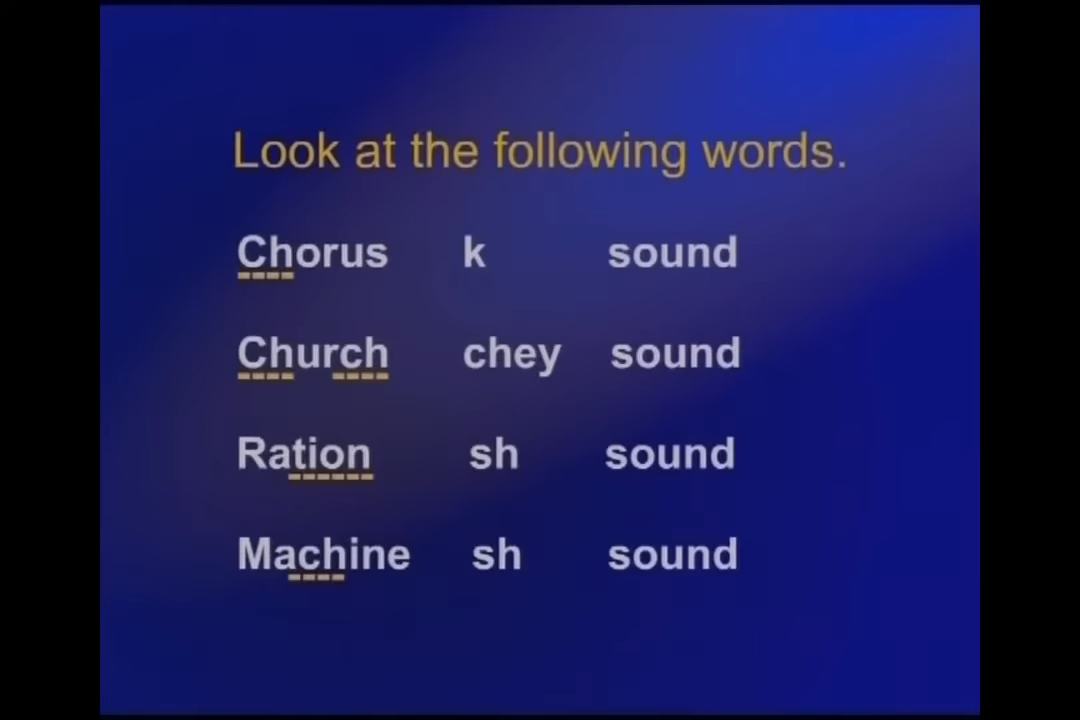 Look at the following words.
Chorus k sound
Church chey sound
Ration sh sound
Machine sh sound